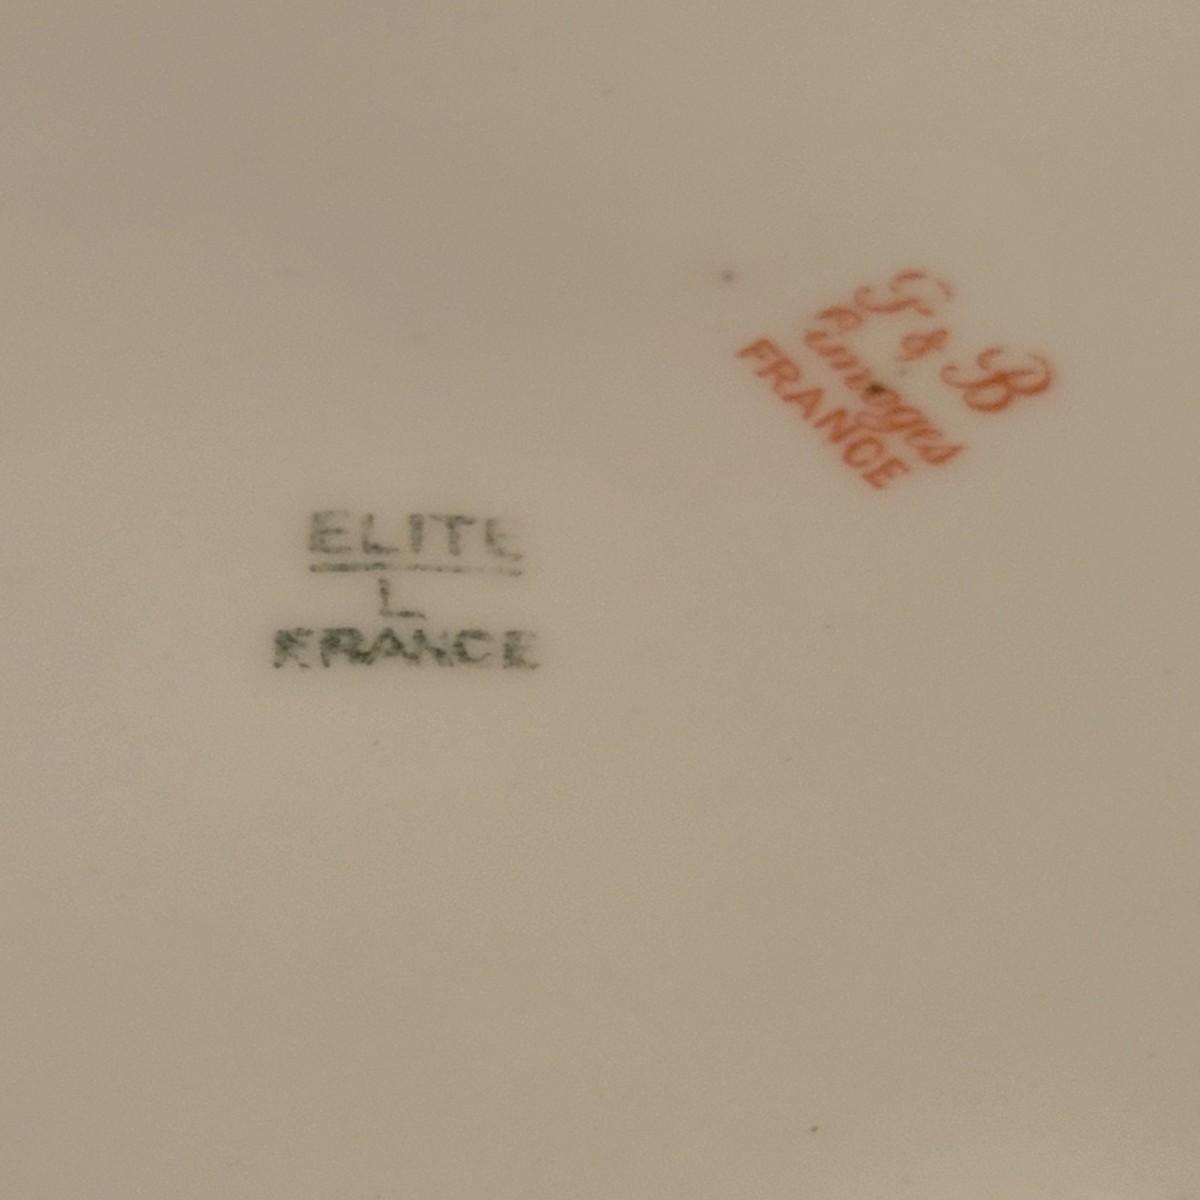 G & B
Limoges
FRANCE
ELITE
L
FRANCE